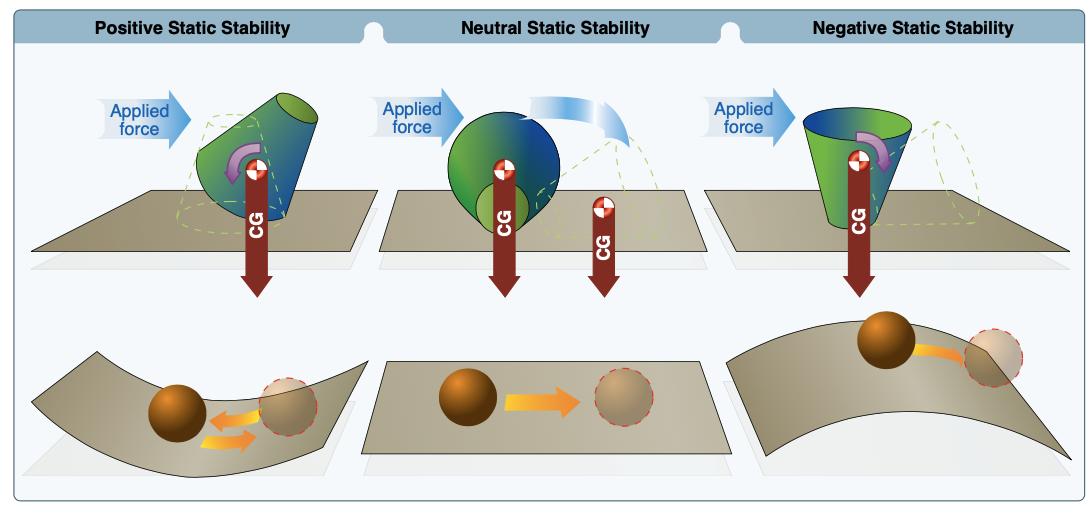 Positive Static Stability
Neutral Static Stability
Negative Static Stability
Applied
force
Applied
force
Applied
force
CG
CG
CG
CG